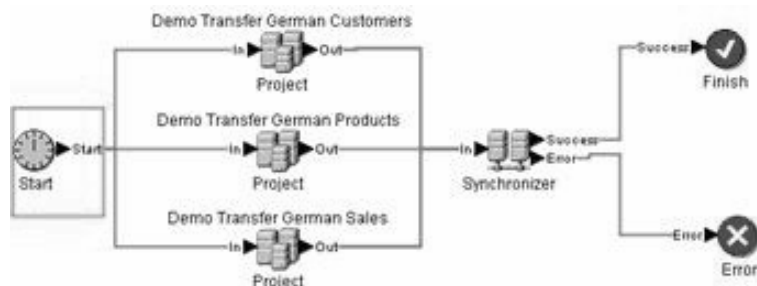 Demo Transfer German Customers
In Out
Project
Success
Finish
Demo Transfer German Products
Start
Start
In Out
Project
In
Success
Error
Synchronizer
Demo Transfer German Sales
In Out
Project
Error
Error